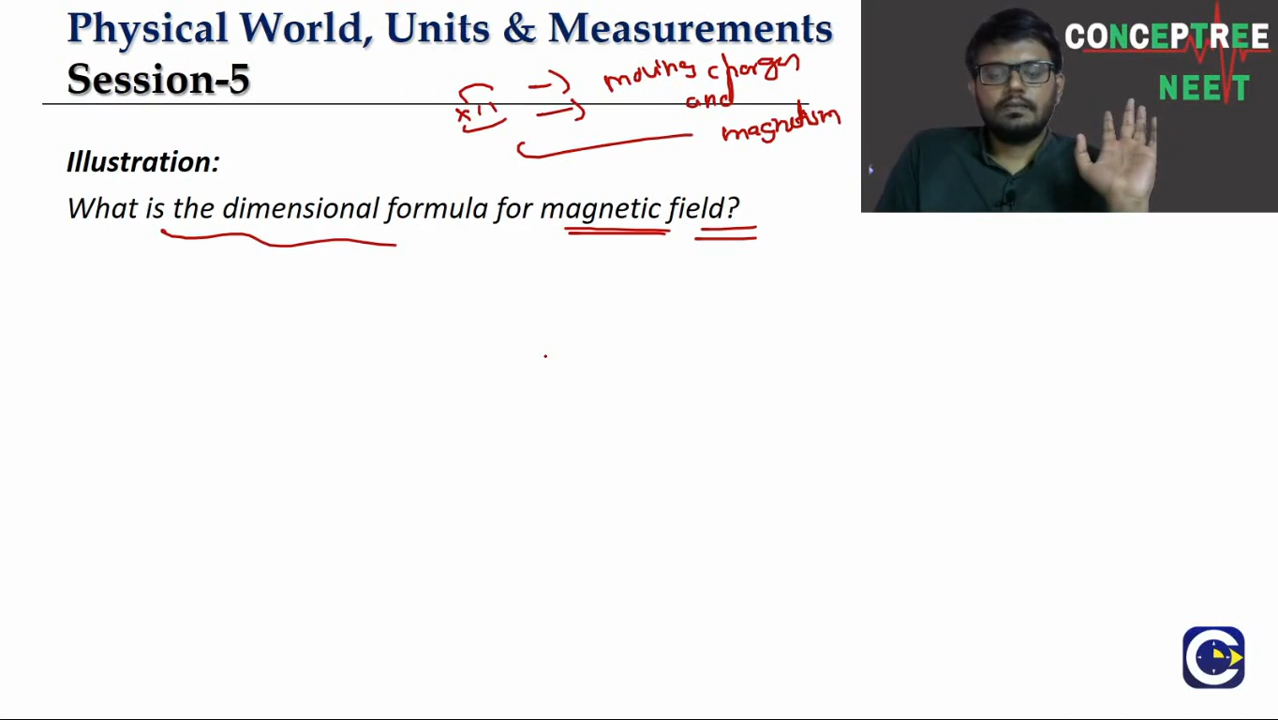 Physical World, Units & Measurements
Session-5
CONCEPTREE
NEET
XII
moving charges
and
magnetism
Illustration:
What is the dimensional formula for magnetic field?